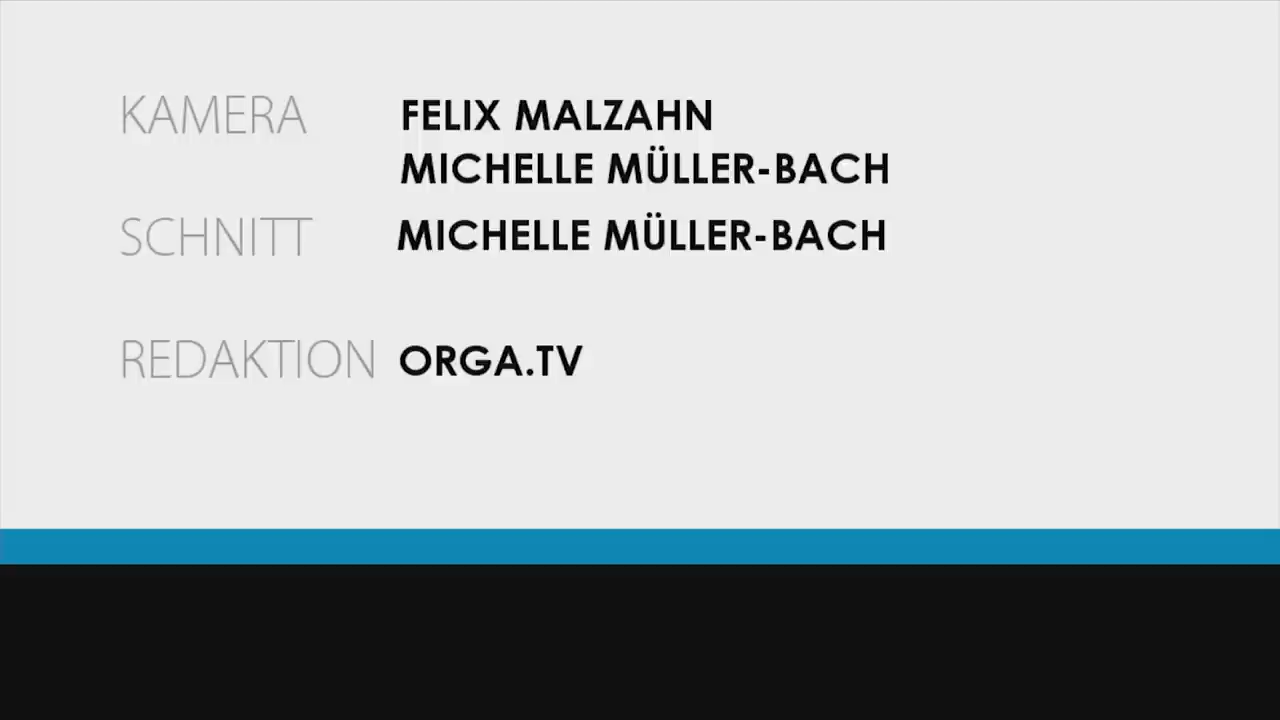 KAMERA FELIX MALZAHN
MICHELLE MÜLLER-BACH
SCHNITT MICHELLE MÜLLER-BACH
REDAKTION ORGA.TV